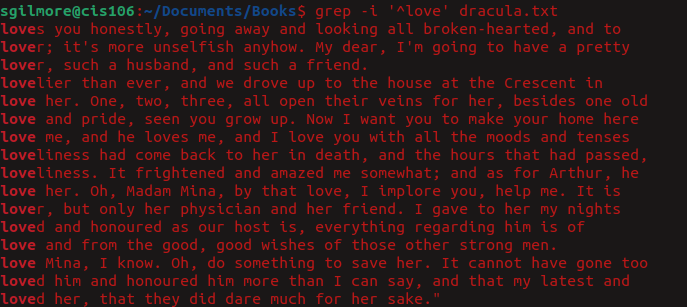 sgilmore@cis106:~/Documents/Books$ grep -i '^love' dracula.txt
loves you honestly, going away and looking all broken-hearted, and to
lover; it's more unselfish anyhow. My dear, I'm going to have a pretty
lover, such a husband, and such a friend.
lovelier than ever, and we drove up to the house at the Crescent in
love her. One, two, three, all open their veins for her, besides one old
love and pride, seen you grow up. Now I want you to make your home here
love me, and he loves me, and I love you with all the moods and tenses
loveliness had come back to her in death, and the hours that had passed,
loveliness. It frightened and amazed me somewhat; and as for Arthur, he
love her. Oh, Madam Mina, by that love, I implore you, help me. It is
lover, but only her physician and her friend. I gave to her my nights
loved and honoured as our host is, everything regarding him is of
love and from the good, good wishes of those other strong men.
love Mina, I know. Oh, do something to save her. It cannot have gone too
loved him and honoured him more than I can say, and that my latest and
loved her, that they did dare much for her sake."